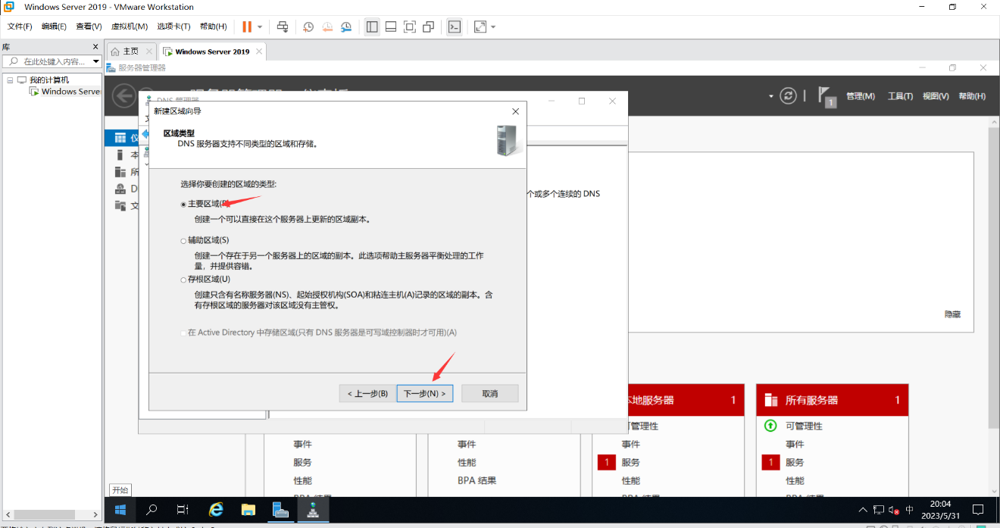 Windows Server 2019 - VMware Workstation
文件(F) 编辑(E) 查看(V) 虚拟机(M) 选项卡(T) 帮助(H)
库
在此处键入内容...
主页
Windows Server 2019
我的计算机
Windows Serve
服务器管理器
管理(M) 工具(T) 视图(V) 帮助(H)
1
DNS 管理器
新建区域向导
区域类型
DNS 服务器支持不同类型的区域和存储。
选择你要创建的区域的类型:
主要区域(
创建一个可以直接在这个服务器上更新的区域副本。
辅助区域(S)
创建一个存在于另一个服务器上的区域的副本。此选项帮助主服务器平衡处理的工作
量，并提供容错。
存根区域(U)
创建只含有名称服务器(NS)、起始授权机构(SOA)和粘连主机(A)记录的区域的副本。含
有存根区域的服务器对该区域没有主管权。
在 Active Directory 中存储区域(只有 DNS 服务器是可写域控制器时才可用)(A)
< 上一步(B) 下一步(N) > 取消
个或多个连续的 DNS
隐藏
仪
本
所
D
文
本地服务器 1
所有服务器 1
可管理性
可管理性
事件
事件
事件
事件
服务
性能
1 服务
1 服务
性能
BPA 结果
性能
性能
开始
中
20:04
2023/5/31